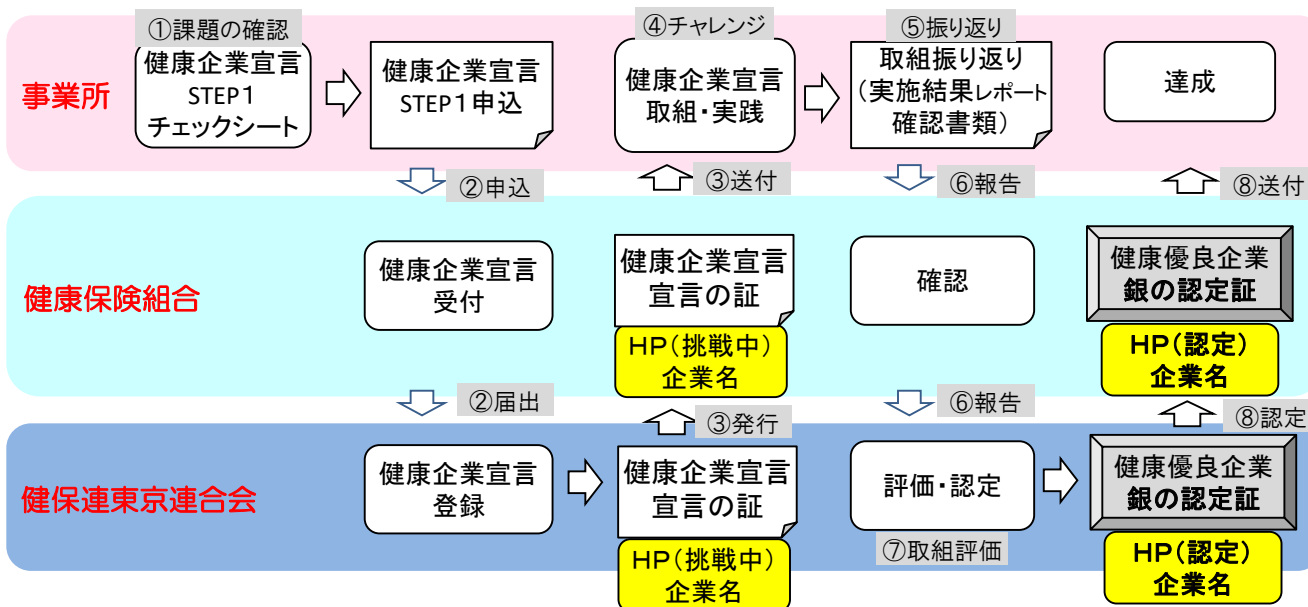 事業所
①課題の確認
健康企業宣言
STEP1
チェックシート
健康企業宣言
STEP1申込
④チャレンジ
健康企業宣言
取組・実践
⑤振り返り
取組振り返り
(実施結果レポート
確認書類)
達成
②申込
③送付
⑥報告
⑧送付
健康保険組合
健康企業宣言
受付
健康企業宣言
宣言の証
HP(挑戦中)
企業名
確認
健康優良企業
銀の認定証
HP(認定)
企業名
②届出
③発行
⑥報告
⑧認定
健保連東京連合会
健康企業宣言
登録
健康企業宣言
宣言の証
HP(挑戦中)
企業名
評価・認定
⑦取組評価
健康優良企業
銀の認定証
HP(認定)
企業名